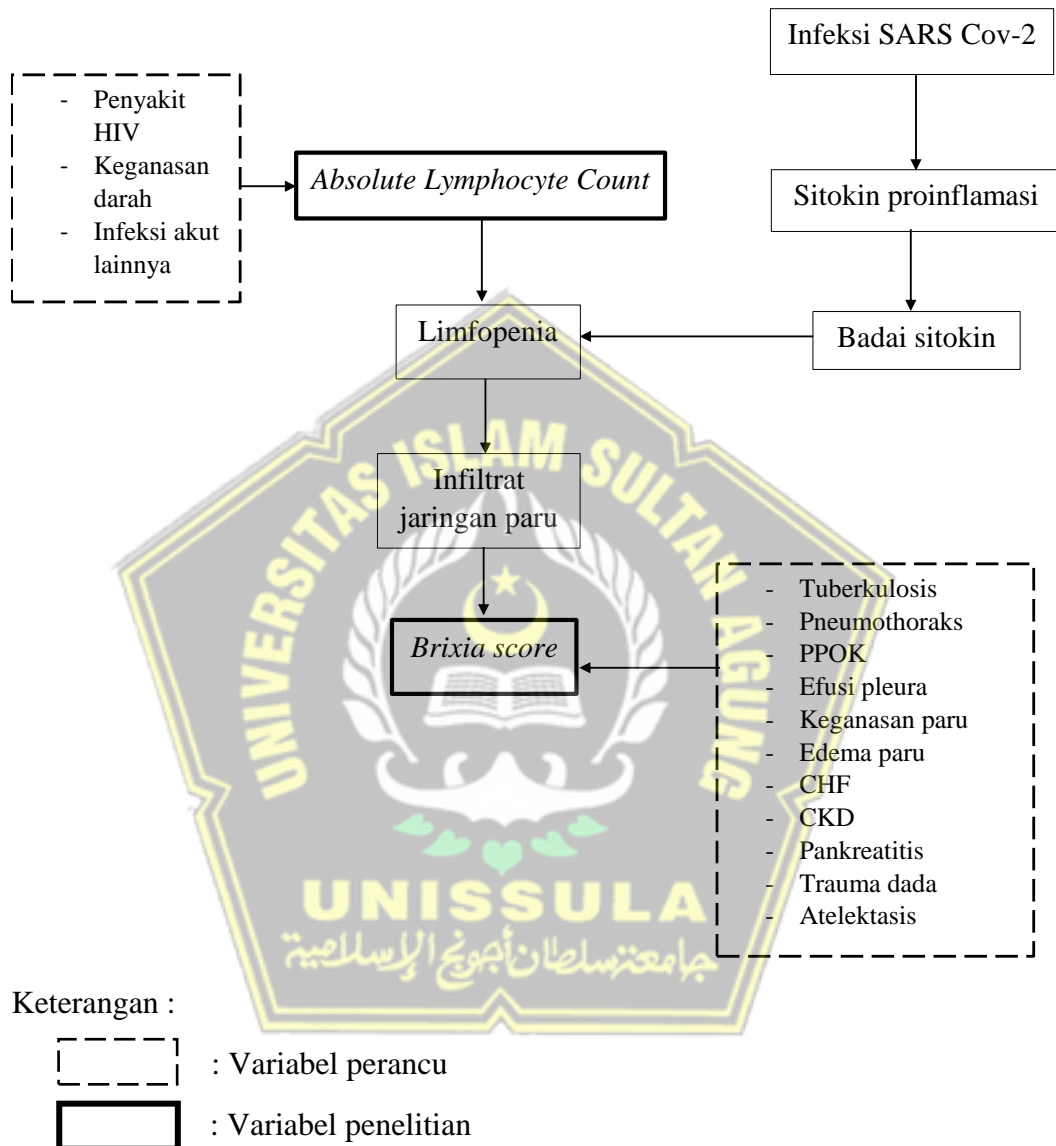 Infeksi SARS Cov-2
- Penyakit
HIV
- Keganasan
darah
- Infeksi akut
lainnya
Absolute Lymphocyte Count
Sitokin proinflamasi
Limfopenia
Badai sitokin
Infiltrat
jaringan paru
Brixia score
- Tuberkulosis
- Pneumothoraks
- PPOK
- Efusi pleura
- Keganasan paru
- Edema paru
- CHF
- CKD
- Pankreatitis
- Trauma dada
- Atelektasis
UNIVERSITAS ISLAM SULTAN AGUNG
UNISSULA
جامعة سلطان أجونج الإسلامية
Keterangan :
: Variabel perancu
: Variabel penelitian